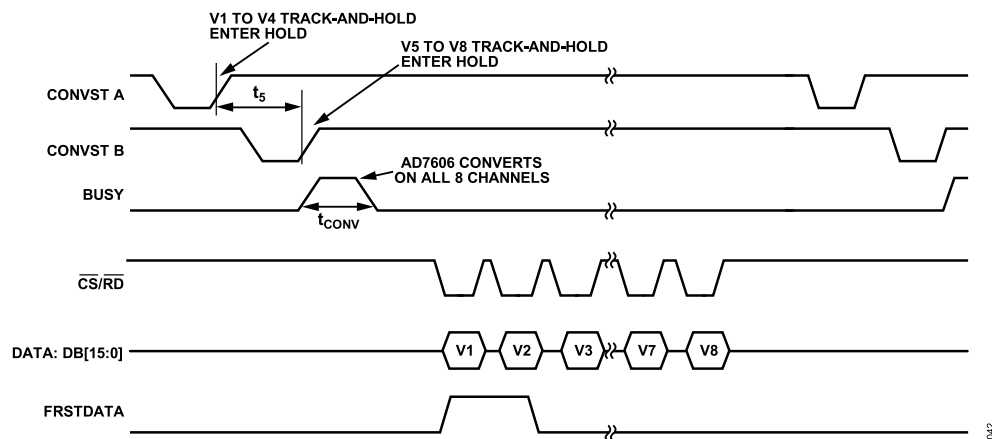 V1 TO V4 TRACK-AND-HOLD
ENTER HOLD
V5 TO V8 TRACK-AND-HOLD
ENTER HOLD
CONVST A
t5
CONVST B
AD7606 CONVERTS
ON ALL 8 CHANNELS
BUSY
tCONV
CS/RD
DATA: DB[15:0]
V1
V2
V3
V7
V8
FRSTDATA
042